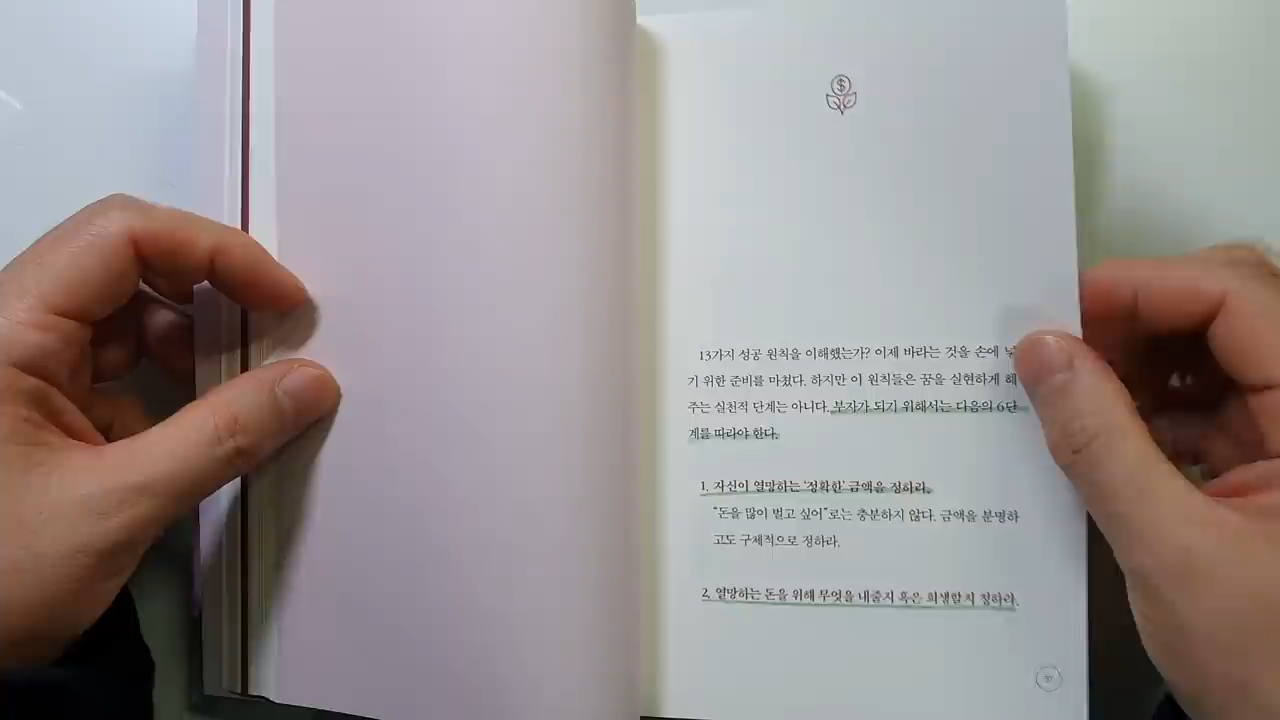 $
13가지 성공 원칙을 이해했는가? 이제 바라는 것을 손에 넣
기 위한 준비를 마쳤다. 하지만 이 원칙들은 꿈을 실현하게 해
주는 실천적 단계는 아니다. 부자가 되기 위해서는 다음의 6단
계를 따라야 한다.
1. 자신이 열망하는 '정확한' 금액을 정하라.
"돈을 많이 벌고 싶어"로는 충분하지 않다. 금액을 분명하
고도 구체적으로 정하라.
2. 열망하는 돈을 위해 무엇을 내줄지 혹은 희생할지 정하라.